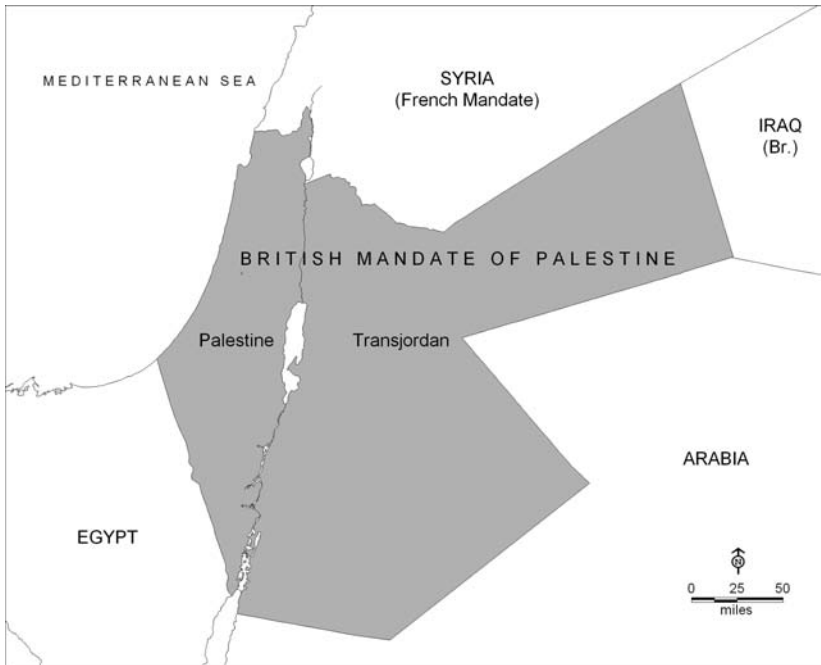 MEDITERRANEAN SEA
SYRIA
(French Mandate)
IRAQ
(Br.)
BRITISH MANDATE OF PALESTINE
Palestine
Transjordan
ARABIA
EGYPT
N
0 25 50
miles